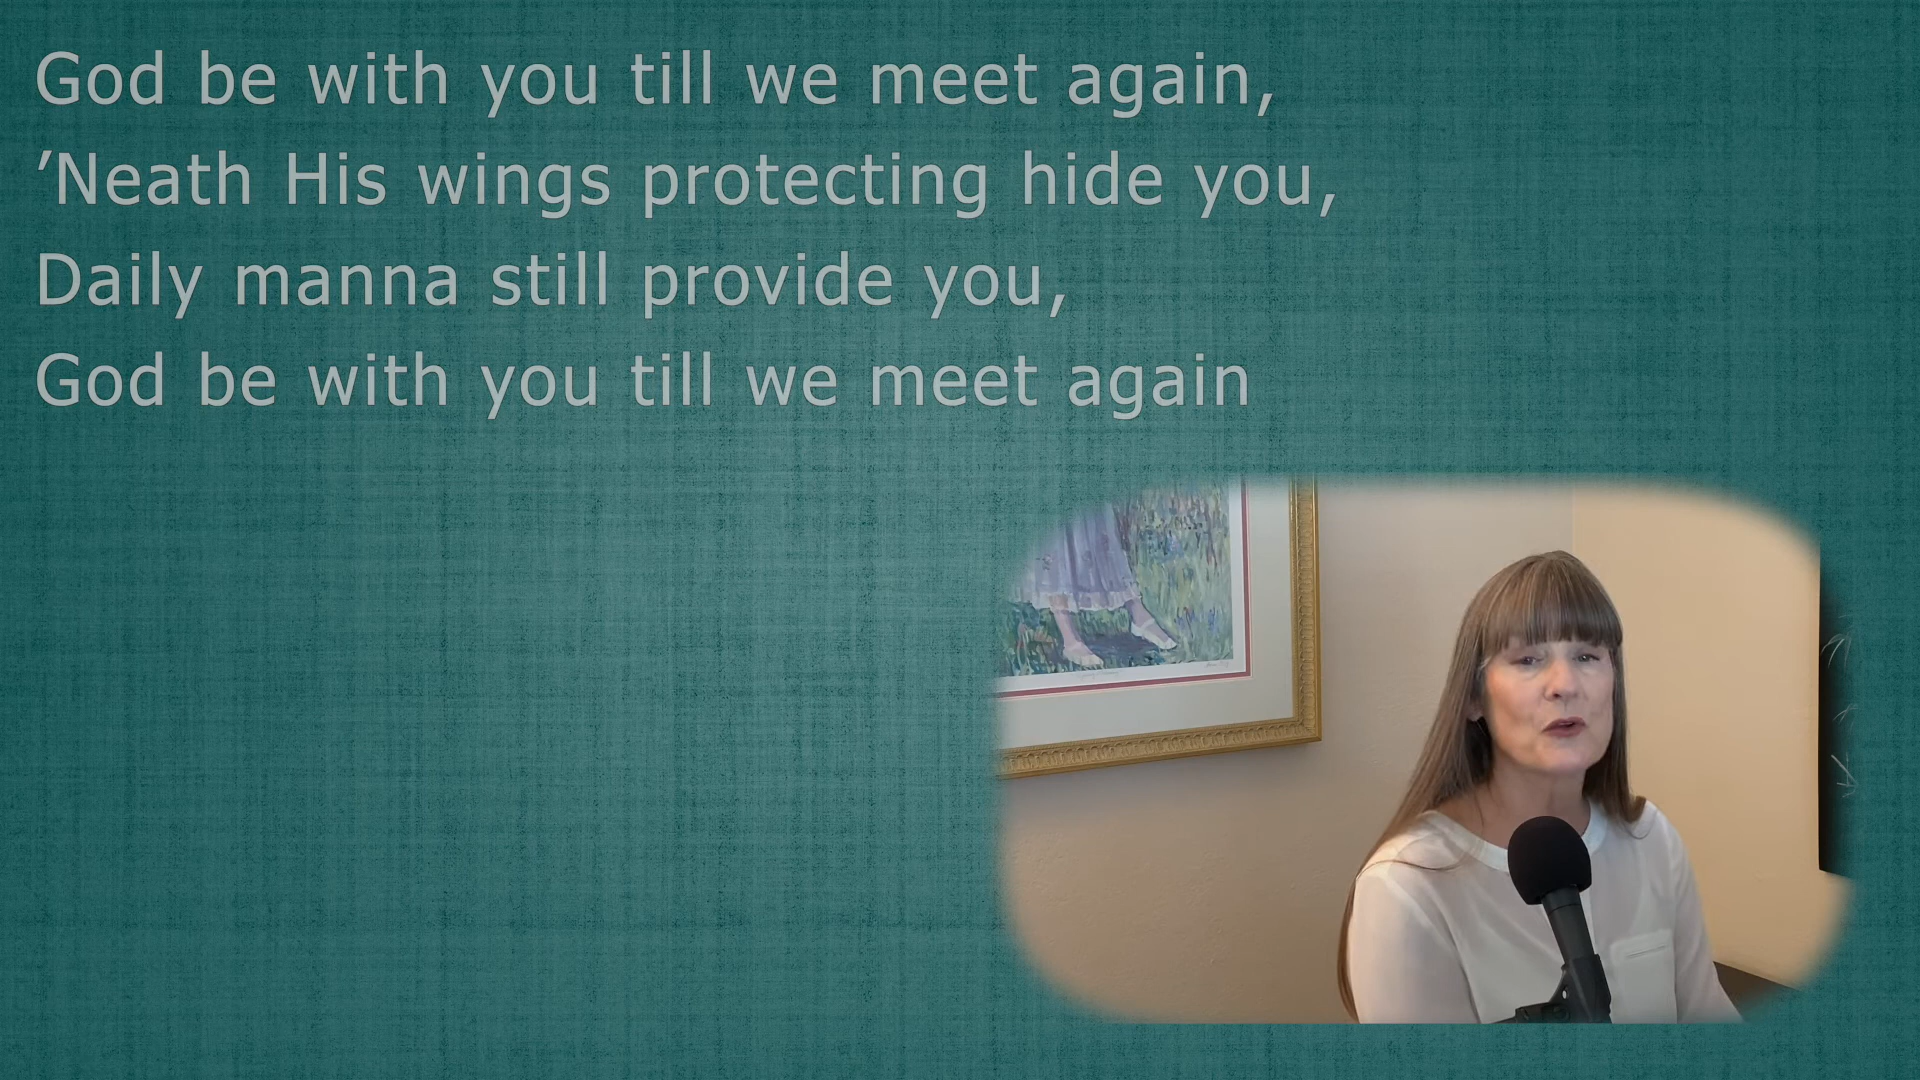 God be with you till we meet again,
’Neath His wings protecting hide you,
Daily manna still provide you,
God be with you till we meet again